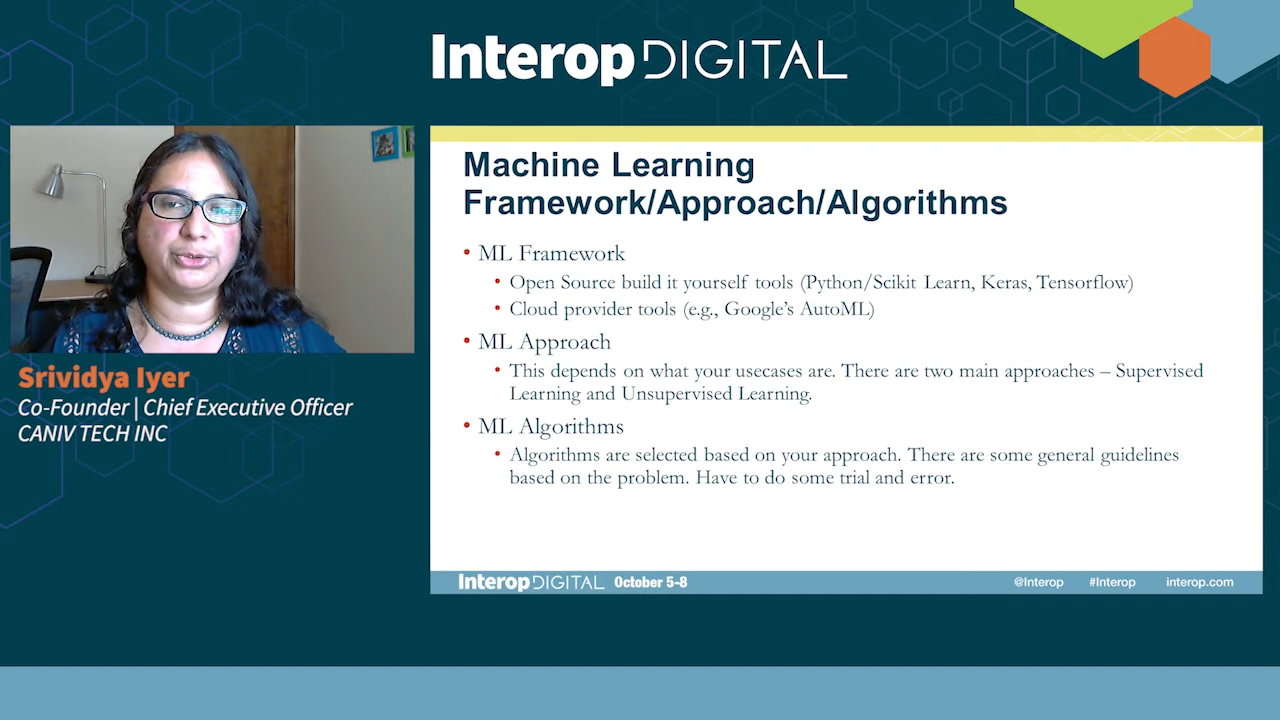 Interop DIGITAL
Srividya Iyer
Co-Founder | Chief Executive Officer
CANIV TECH INC
Machine Learning
Framework/Approach/Algorithms
• ML Framework
• Open Source build it yourself tools (Python/Scikit Learn, Keras, Tensorflow)
• Cloud provider tools (e.g., Google's AutoML)
• ML Approach
• This depends on what your usecases are. There are two main approaches – Supervised
Learning and Unsupervised Learning.
• ML Algorithms
• Algorithms are selected based on your approach. There are some general guidelines
based on the problem. Have to do some trial and error.
Interop DIGITAL October 5-8 @Interop #Interop interop.com